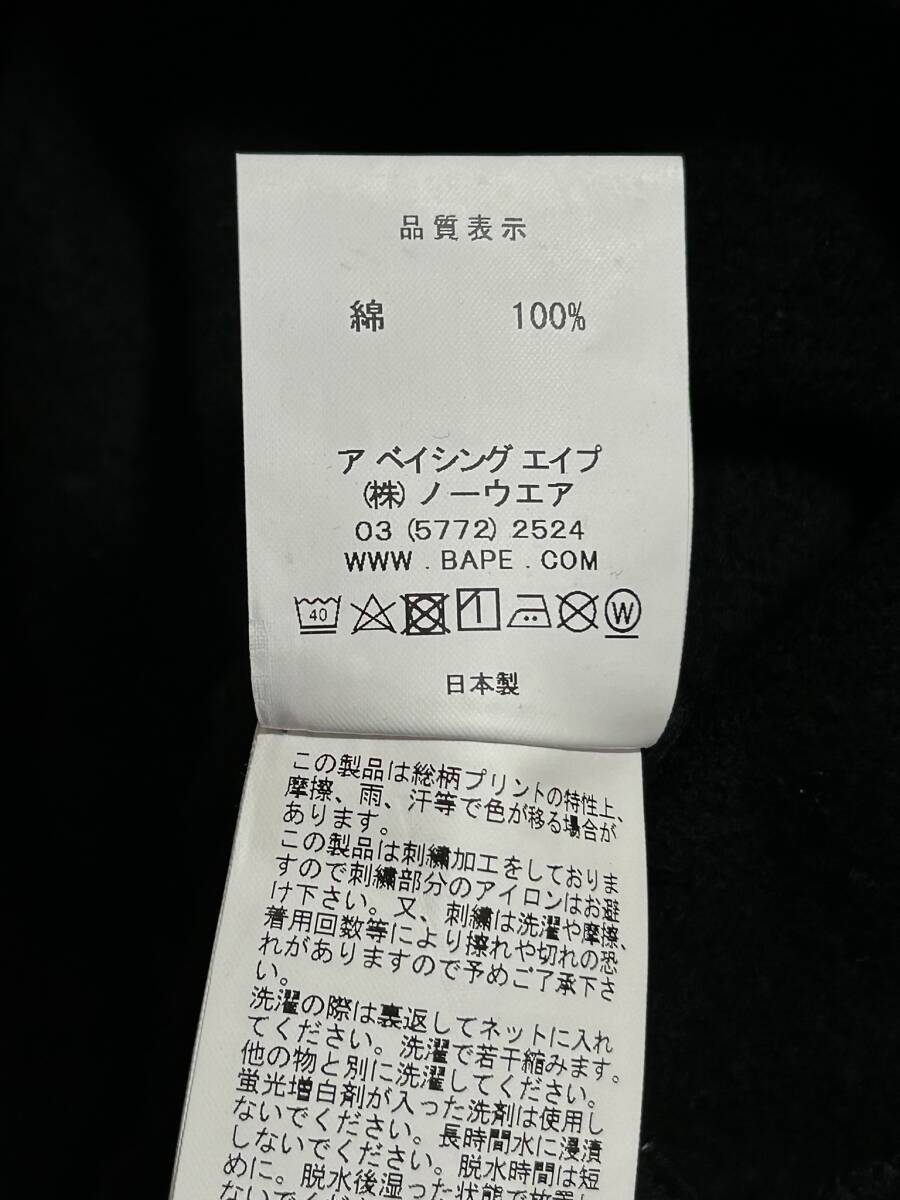 品質表示
綿 100%
ア ベイシング エイプ
(株) ノーウエア
03 (5772) 2524
WWW . BAPE . COM
40 W
日本製
この製品は総柄プリントの特性上、
摩擦、雨、汗等で色が移る場合が
あります。
この製品は刺繍加工をしておりま
すので刺繍部分のアイロンはお避
け下さい。又、刺繍は洗濯や摩擦、
着用回数等により擦れや切れの恐
れがありますので予めご了承下さ
い。
洗濯の際は裏返してネットに入れ
てください。洗濯で若干縮みます。
他の物と別に洗濯してください。
蛍光増白剤が入った洗剤は使用し
ないでください。長時間水に浸漬
しないでください。脱水時間は短
めに。脱水後湿った状態で放置し
ないでくだ